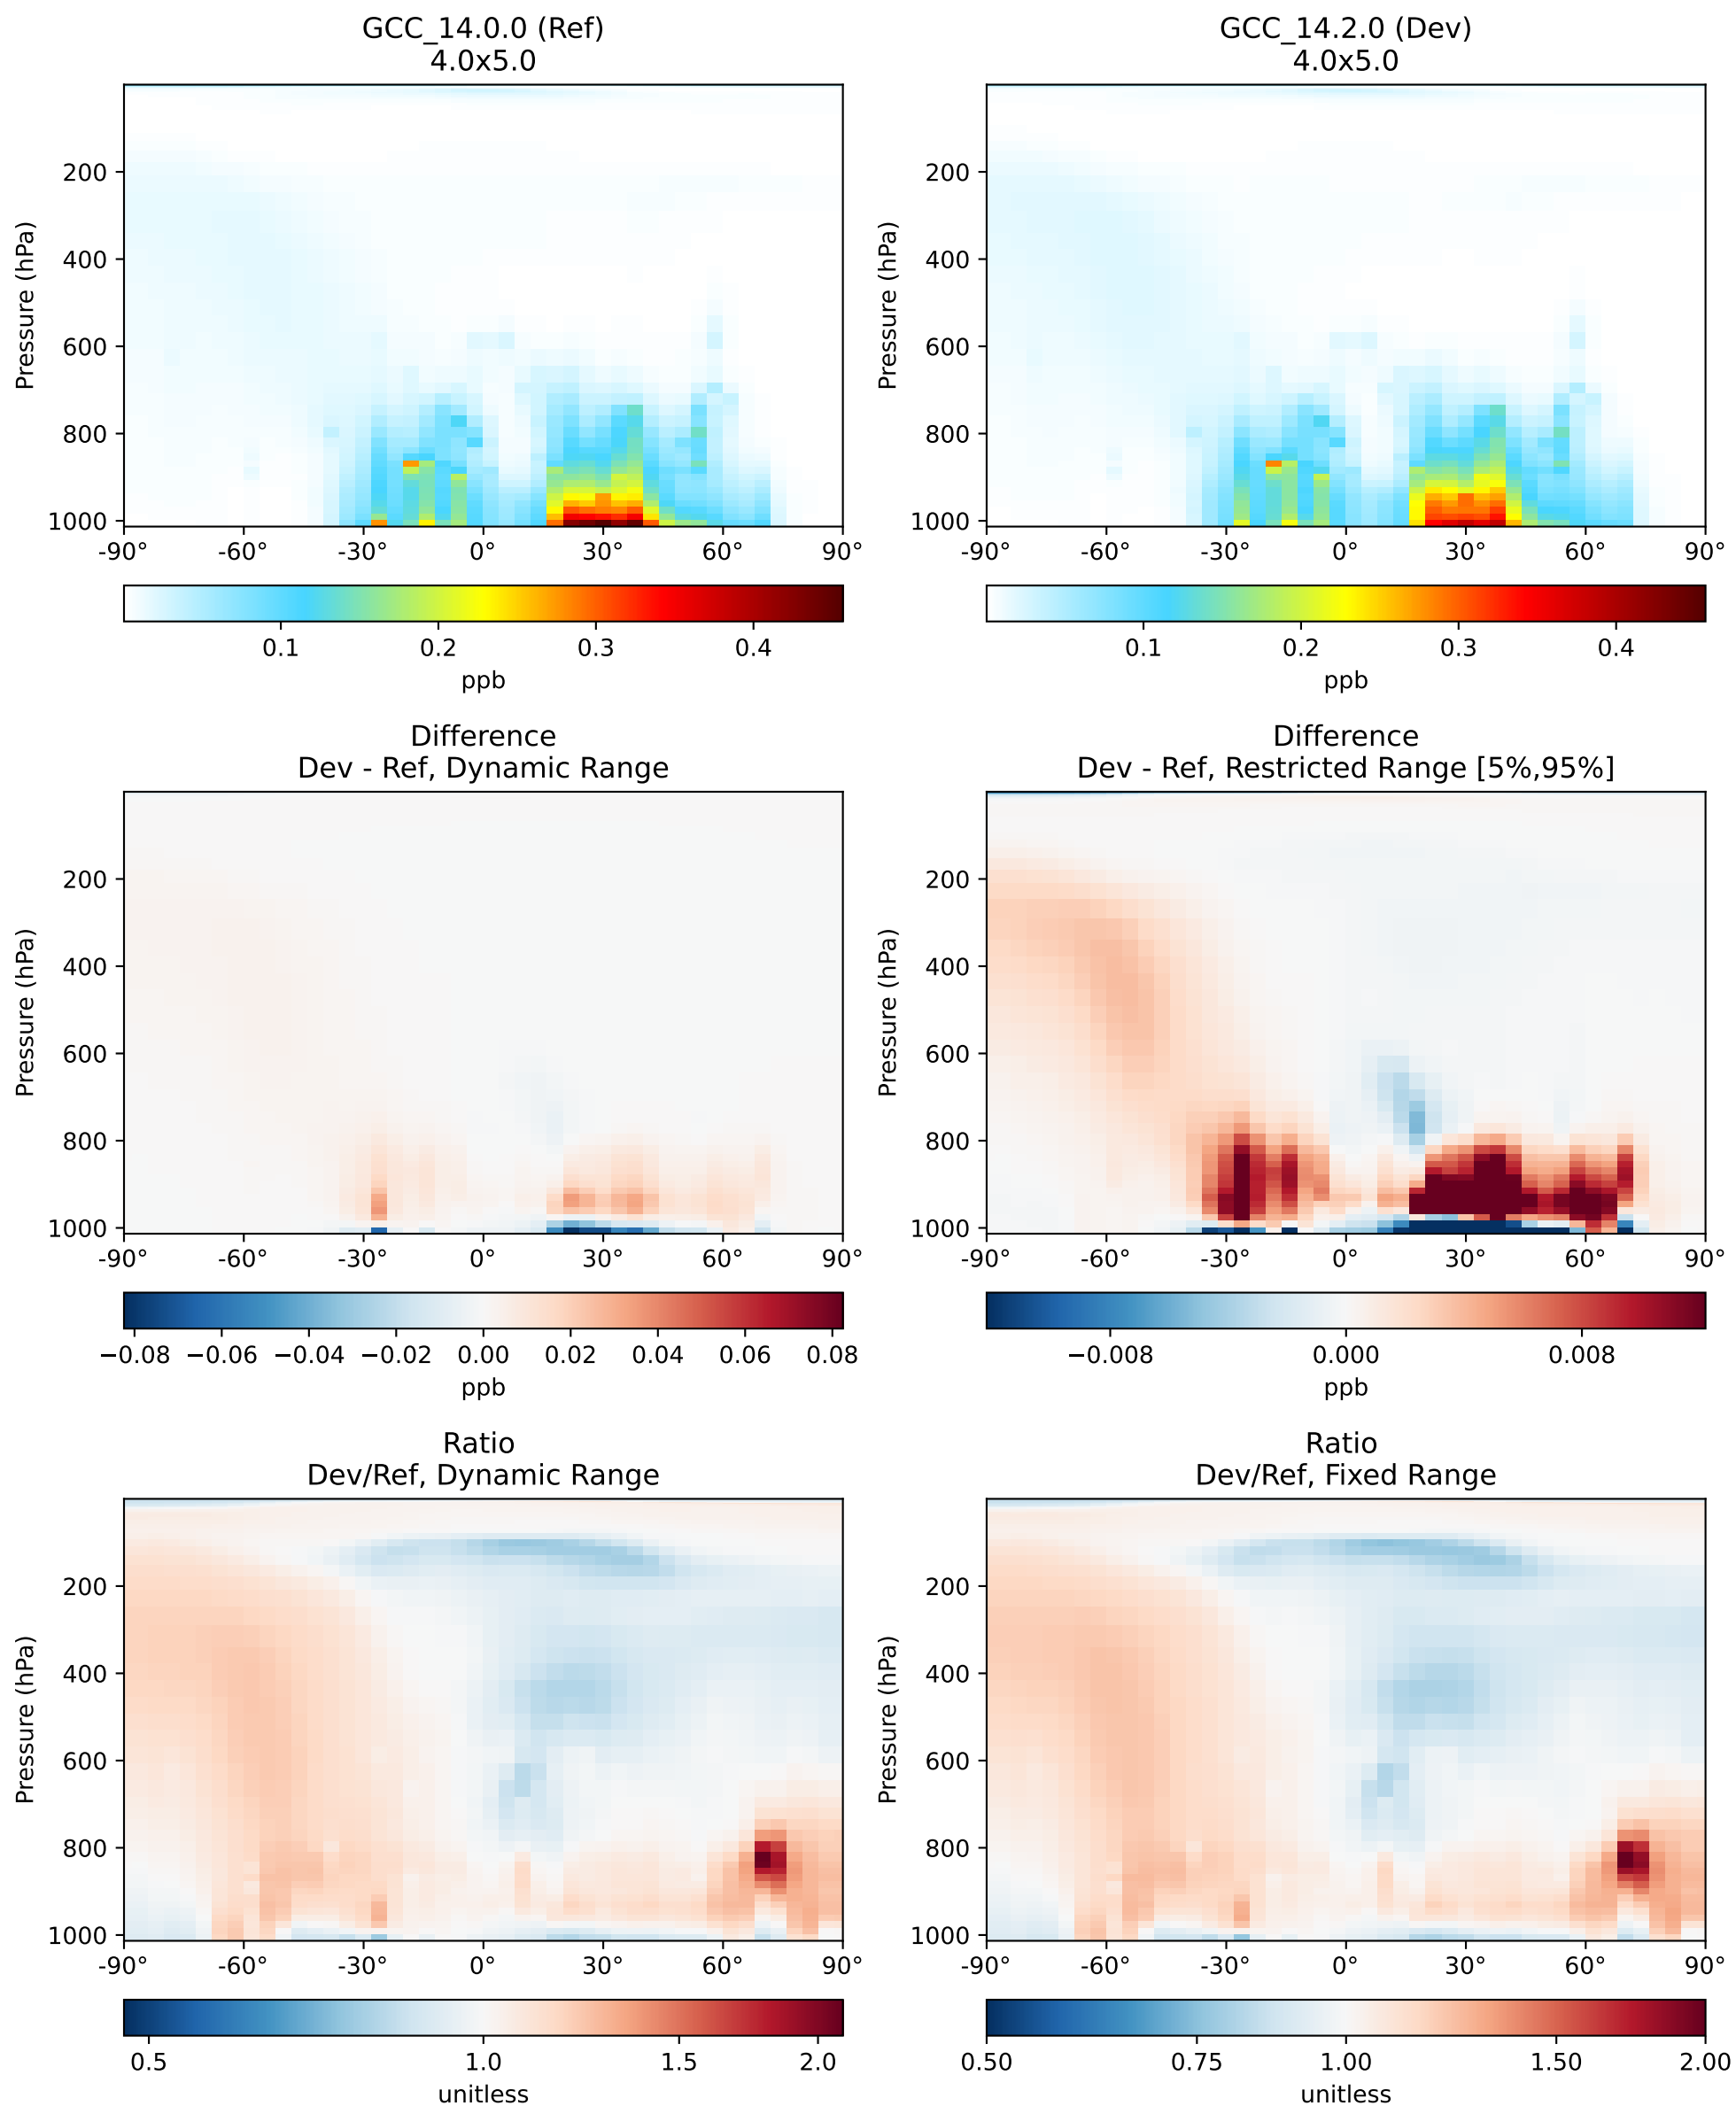 GCC_14.0.0 (Ref)
4.0x5.0
Pressure (hPa)
200
400
600
800
1000
-90° -60° -30° 0° 30° 60° 90°
0.1 0.2 0.3 0.4
ppb
GCC_14.2.0 (Dev)
4.0x5.0
Pressure (hPa)
200
400
600
800
1000
-90° -60° -30° 0° 30° 60° 90°
0.1 0.2 0.3 0.4
ppb
Difference
Dev - Ref, Dynamic Range
Pressure (hPa)
200
400
600
800
1000
-90° -60° -30° 0° 30° 60° 90°
−0.08 −0.06 −0.04 −0.02 0.00 0.02 0.04 0.06 0.08
ppb
Difference
Dev - Ref, Restricted Range [5%,95%]
Pressure (hPa)
200
400
600
800
1000
-90° -60° -30° 0° 30° 60° 90°
−0.008 0.000 0.008
ppb
Ratio
Dev/Ref, Dynamic Range
Pressure (hPa)
200
400
600
800
1000
-90° -60° -30° 0° 30° 60° 90°
0.5 1.0 1.5 2.0
unitless
Ratio
Dev/Ref, Fixed Range
Pressure (hPa)
200
400
600
800
1000
-90° -60° -30° 0° 30° 60° 90°
0.50 0.75 1.00 1.50 2.00
unitless